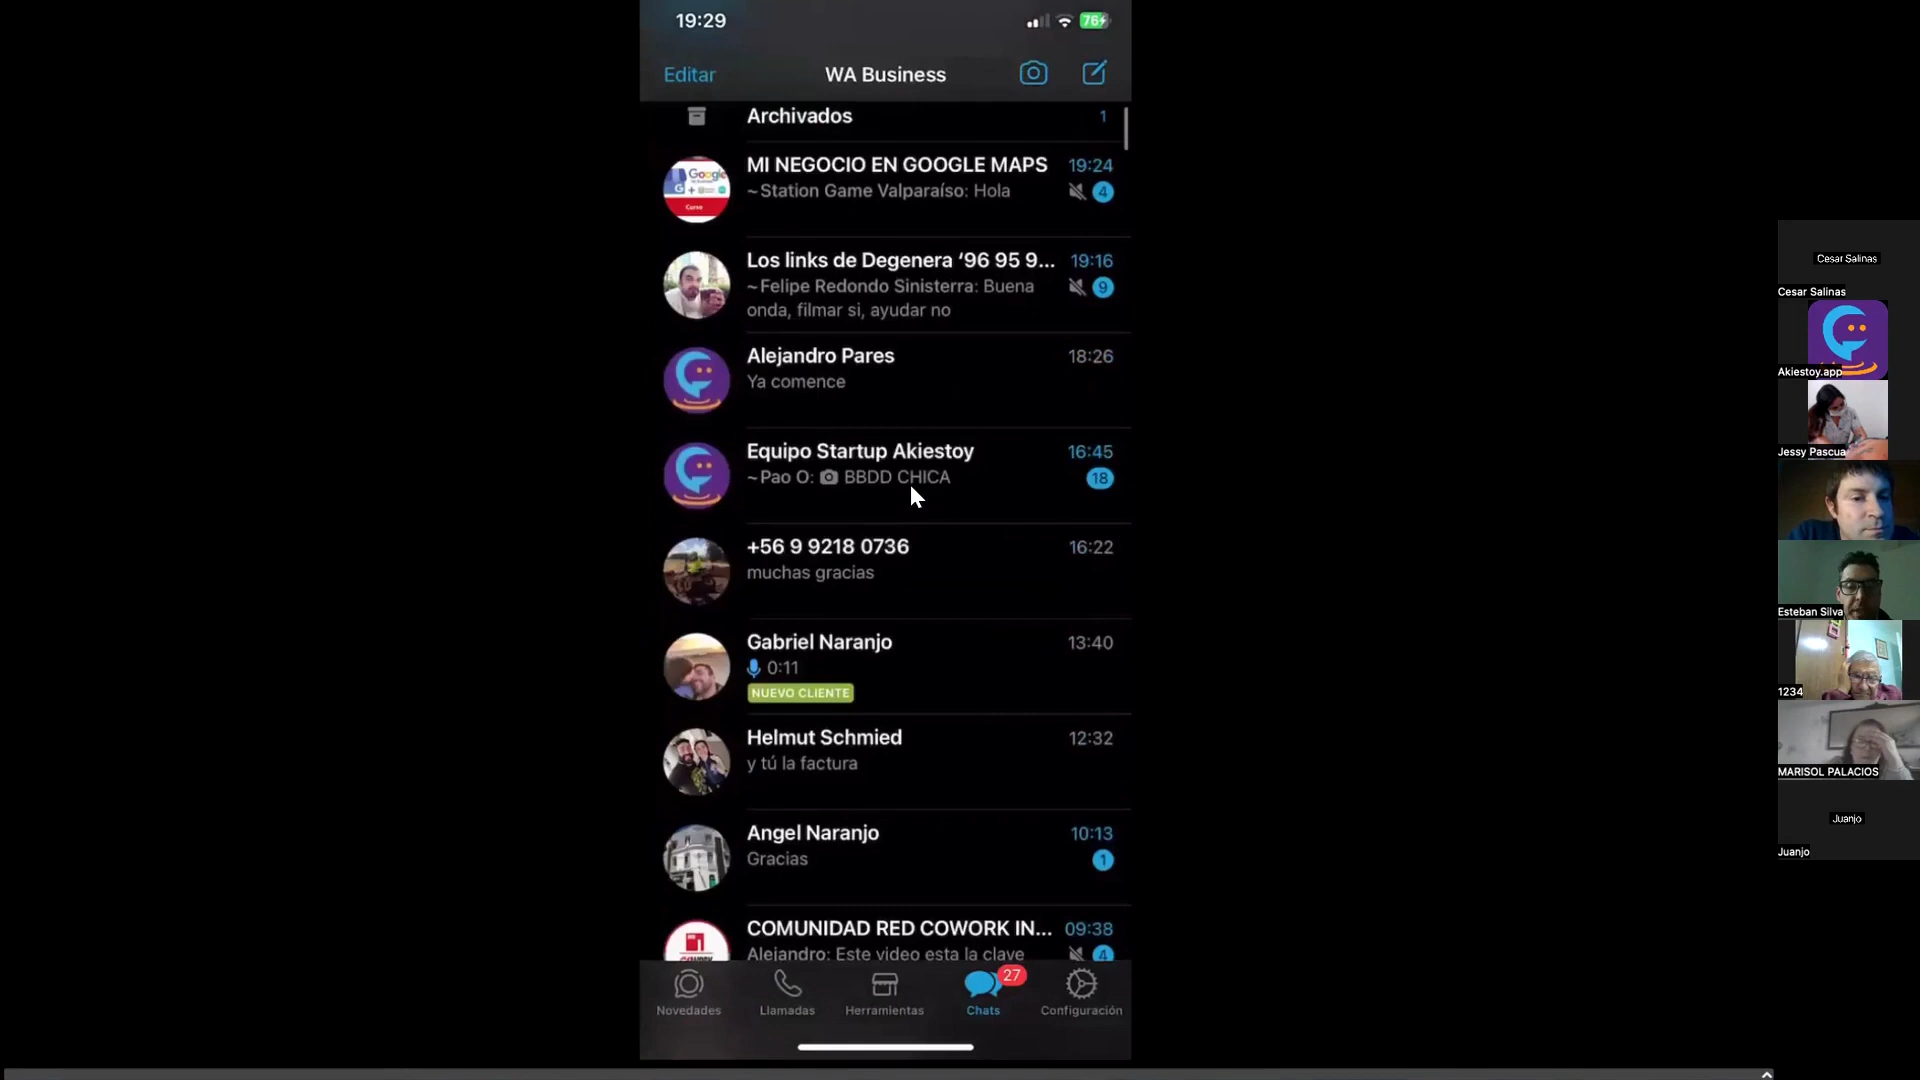 19:29
76
Editar
WA Business
Archivados
1
MI NEGOCIO EN GOOGLE MAPS
19:24
~Station Game Valparaíso: Hola
4
Google
Curso
Los links de Degenera ‘96 95 9...
19:16
~Felipe Redondo Sinisterra: Buena
onda, filmar si, ayudar no
9
Alejandro Pares
18:26
Ya comence
Equipo Startup Akiestoy
16:45
~Pao O: BBDD CHICA
18
+56 9 9218 0736
16:22
muchas gracias
Gabriel Naranjo
13:40
0:11
NUEVO CLIENTE
Helmut Schmied
12:32
y tú la factura
Angel Naranjo
10:13
Gracias
1
COMUNIDAD RED COWORK IN...
09:38
Alejandro: Este video esta la clave
4
Novedades
Llamadas
Herramientas
Chats
27
Configuración
Cesar Salinas
Cesar Salinas
Akiestoy.app
Jessy Pascua
Esteban Silva
1234
MARISOL PALACIOS
Juanjo
Juanjo